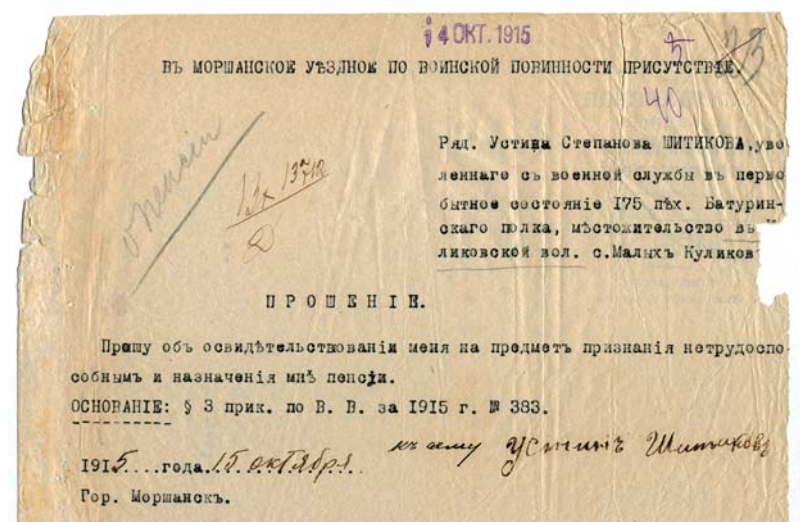 14 ОКТ. 1915
ВЪ МОРШАНСКОЕ УѢЗДНОЕ ПО ВОИНСКОЙ ПОВИННОСТИ ПРИСУТСТВІЕ.
40
о пенсіи
Ряд. Устина Степанова ШИТИКОВА, уво
леннаго съ военной службы въ перво
бытное состояніе 175 пѣх. Батурин-
скаго полка, мѣстожительство въ
ликовской вол. с.Малыхъ Куликов
ПРОШЕНІЕ.
Прошу объ освидѣтельствованіи меня на предметъ признанія нетрудоспо-
собнымъ и назначенія мнѣ пенсіи.
ОСНОВАНІЕ: § 3 прик. по В. В. за 1915 г. № 383.
къ сему Устинъ Шитиковъ
1915....года.15 октября
Гор. Моршанскъ.